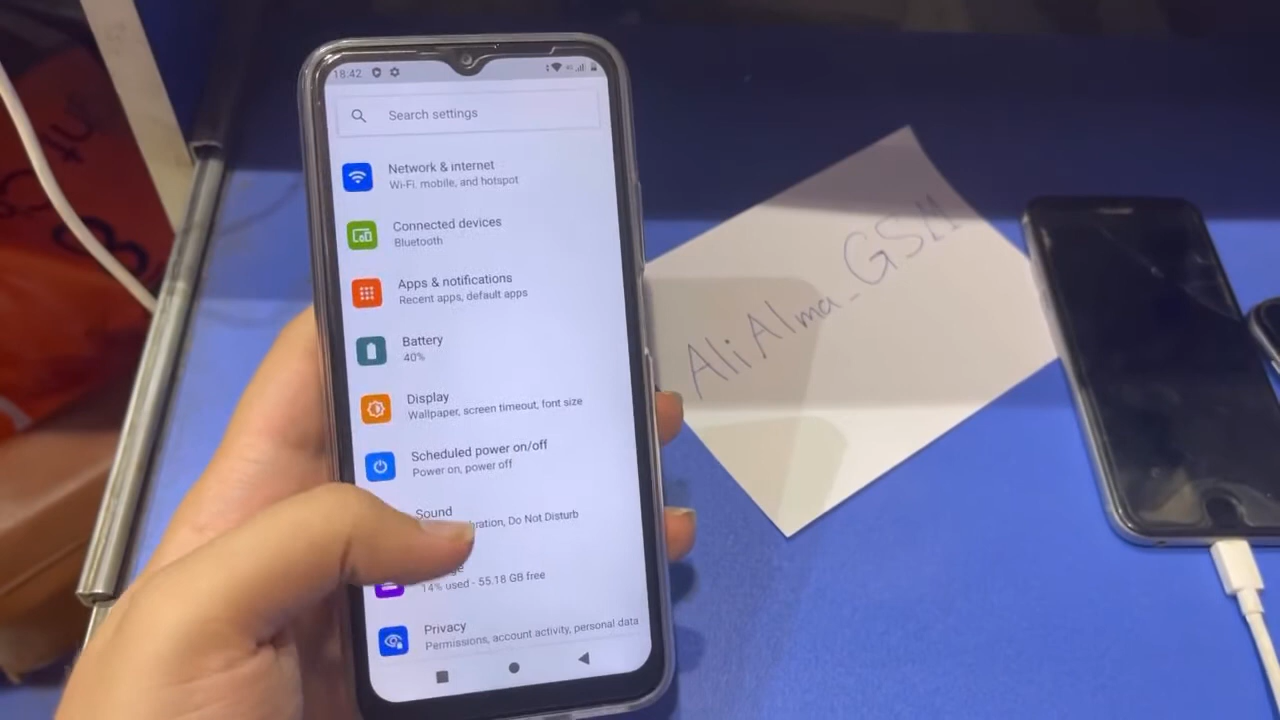 18.42
Search settings
Network & internet
Wi-Fi, mobile, and hotspot
Connected devices
Bluetooth
Apps & notifications
Recent apps, default apps
Battery
40%
Display
Wallpaper, screen timeout, font size
Scheduled power on/off
Power on, power off
Sound
Do Not Disturb
14% used - 55.18 GB free
Privacy
Permissions, account activity, personal data
AliAlma_GSM